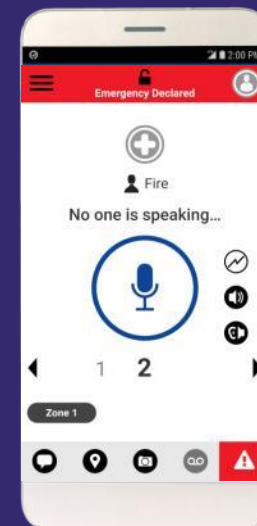 2:00 PM
Emergency Declared
Fire
No one is speaking...
1 2
Zone 1